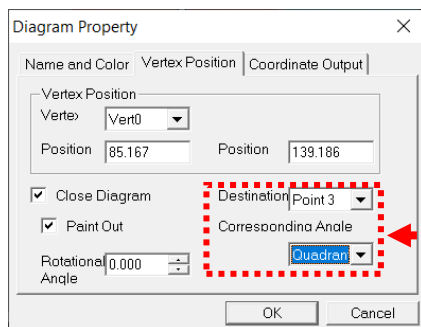 Diagram Property
Name and Color Vertex Position Coordinate Output
Vertex Position
Vertex Vert0
Position 85.167 Position 139.186
Close Diagram Destination Point 3
Paint Out Corresponding Angle
Rotational Angle 0.000 Quadran
OK Cancel